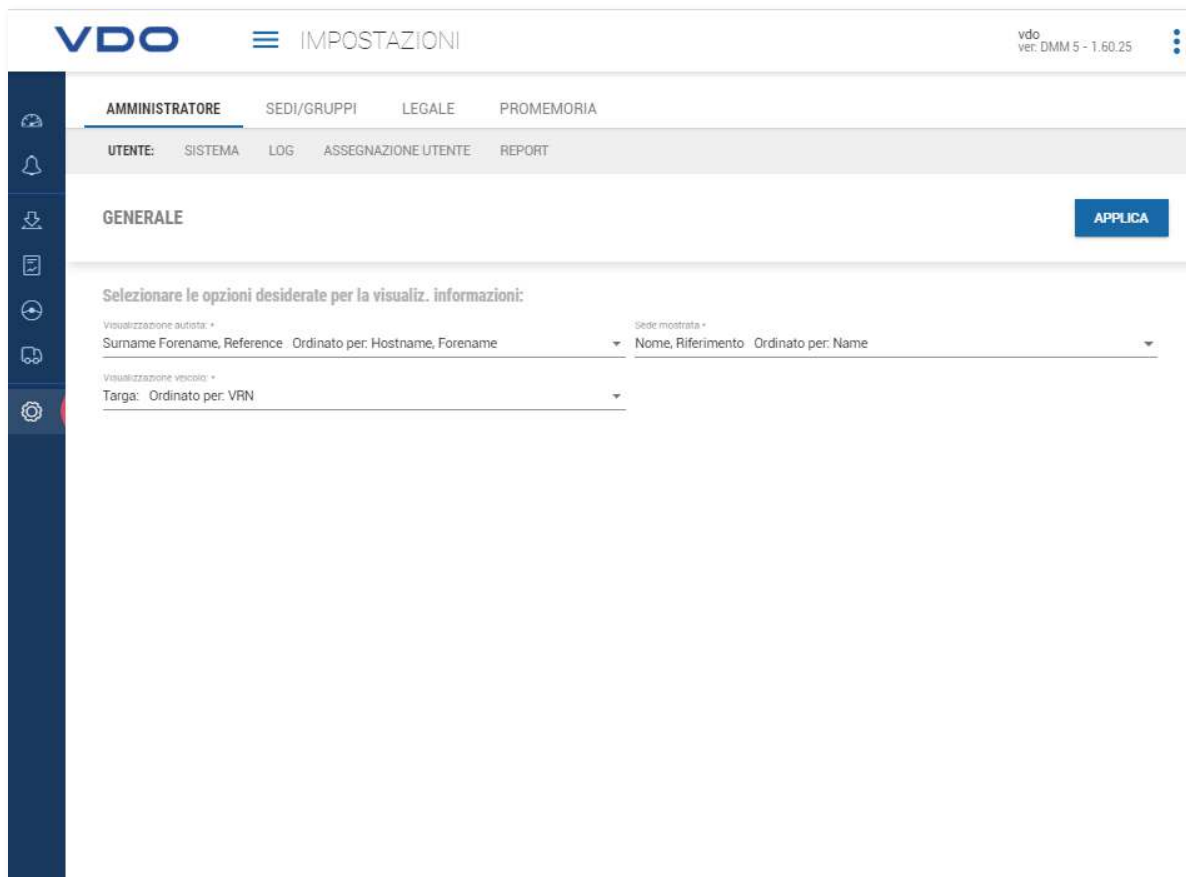 VDO
IMPOSTAZIONI
vdo
ver: DMM 5 - 1.60.25
AMMINISTRATORE SEDI/GRUPPI LEGALE PROMEMORIA
UTENTE: SISTEMA LOG ASSEGNAZIONE UTENTE REPORT
GENERALE
APPLICA
Selezionare le opzioni desiderate per la visualiz. informazioni:
Visualizzazione autista: *
Sede mostrata *
Surname Forename, Reference Ordinato per: Hostname, Forename
Nome, Riferimento Ordinato per: Name
Visualizzazione veicolo: *
Targa: Ordinato per: VRN